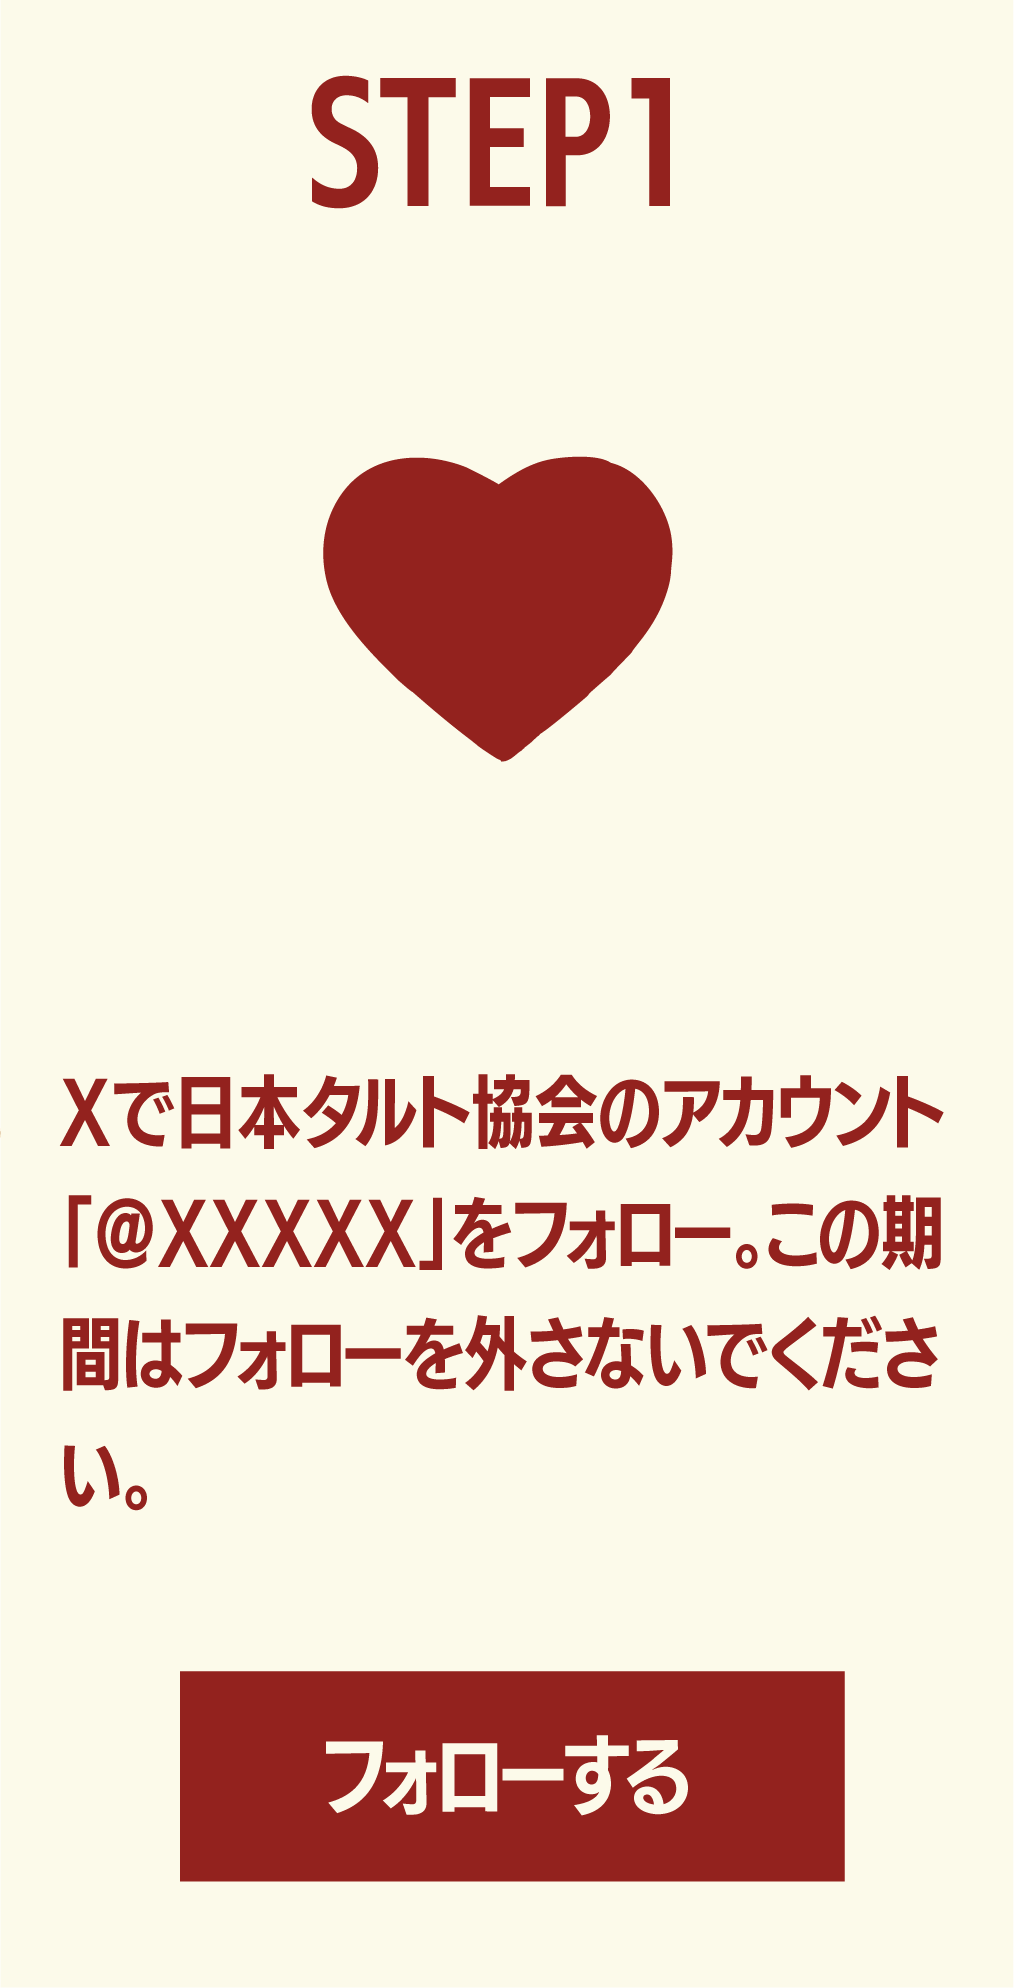 STEP1
Xで日本タルト協会のアカウント
「@XXXXX」をフォロー。この期
間はフォローを外さないでくださ
い。
フォローする